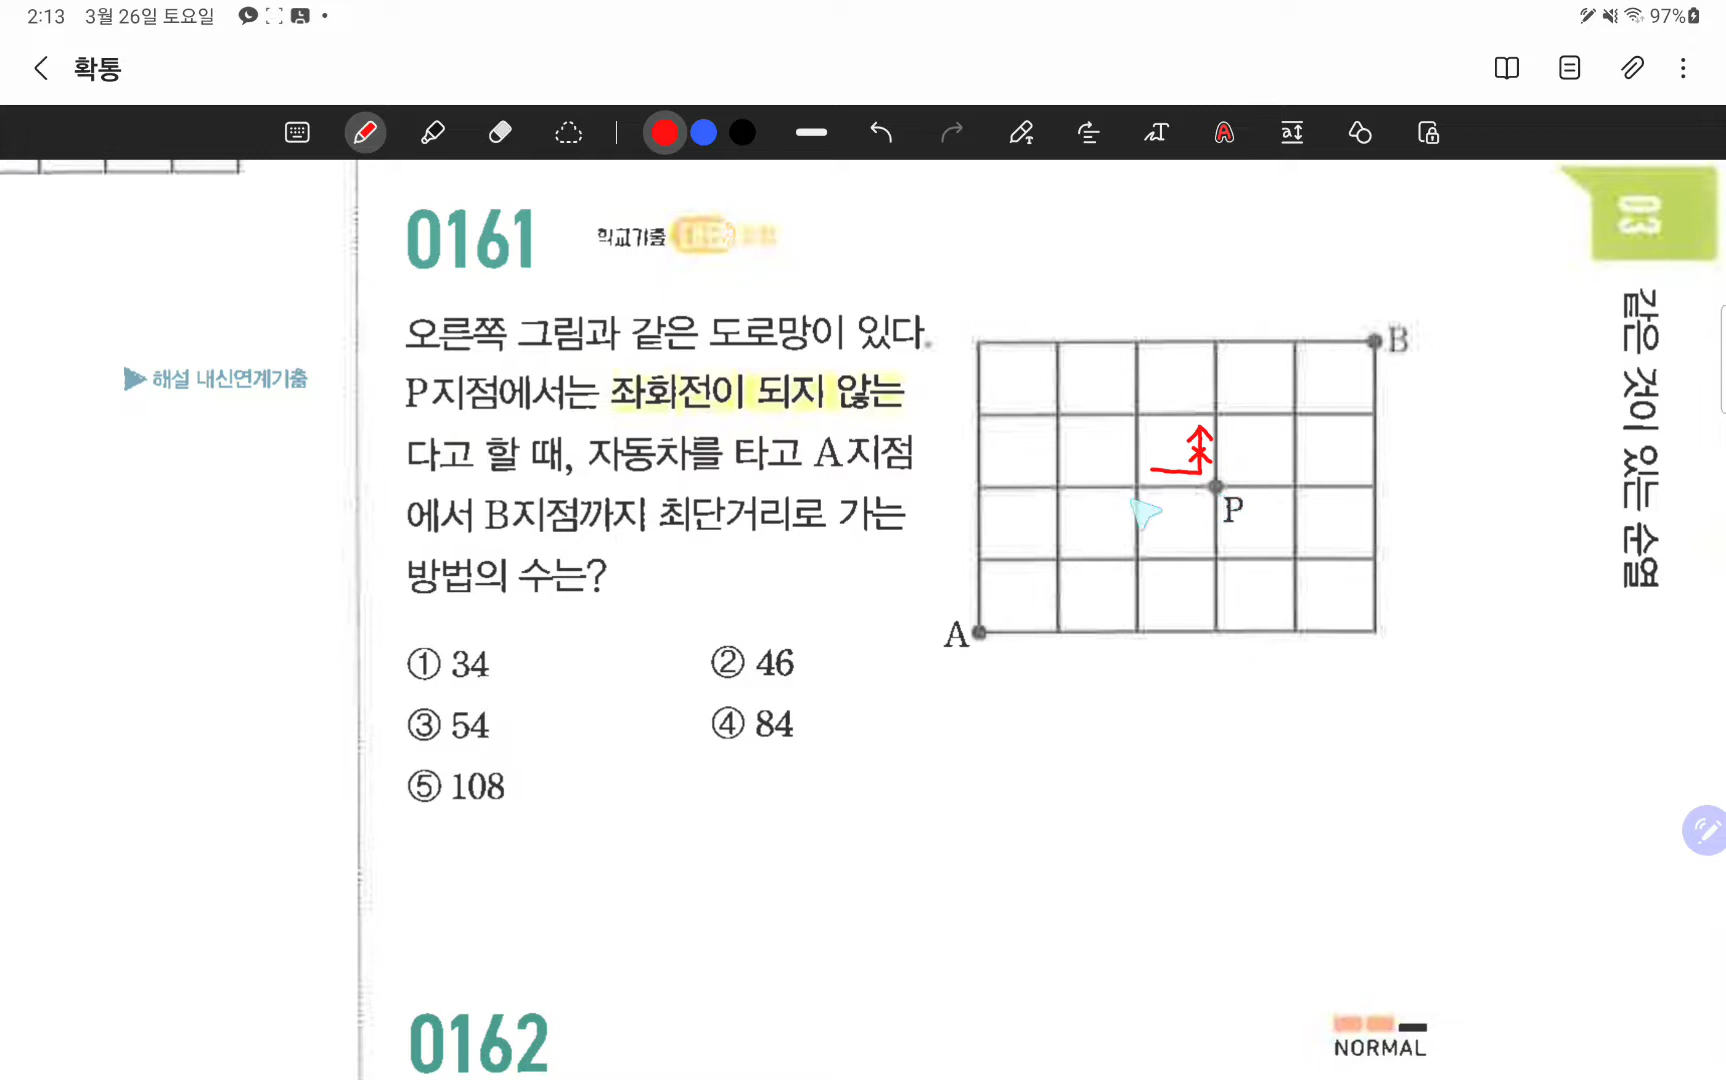 2:13 3월 26일 토요일
97%
확통
0161
학교기출
오른쪽 그림과 같은 도로망이 있다.
P지점에서는 좌회전이 되지 않는
다고 할 때, 자동차를 타고 A지점
에서 B지점까지 최단거리로 가는
방법의 수는?
① 34 ② 46
③ 54 ④ 84
⑤ 108
B
P
A
▶ 해설 내신연계기출
03
같은 것이 있는 순열
0162
NORMAL